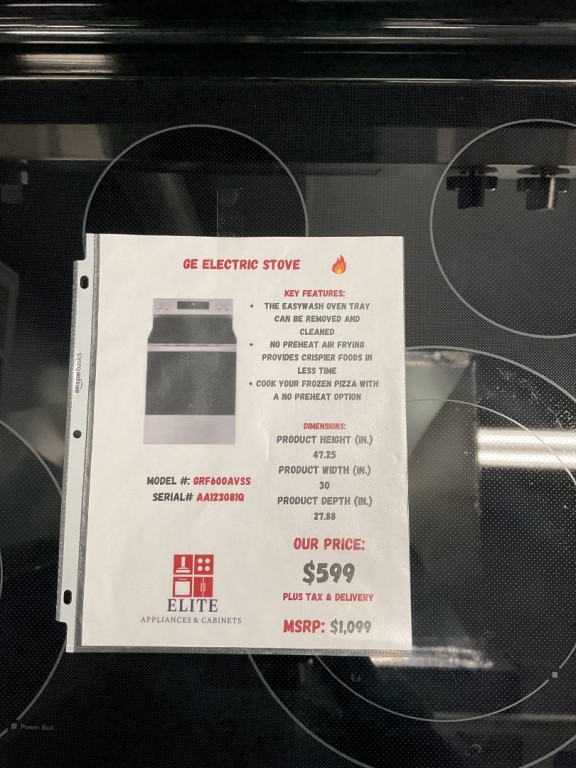 GE ELECTRIC STOVE
KEY FEATURES:
• THE EASYWASH OVEN TRAY
CAN BE REMOVED AND
CLEANED
• NO PREHEAT AIR FRYING
PROVIDES CRISPIER FOODS IN
LESS TIME
• COOK YOUR FROZEN PIZZA WITH
A NO PREHEAT OPTION
DIMENSIONS:
PRODUCT HEIGHT (IN.)
47.25
PRODUCT WIDTH (IN.)
30
PRODUCT DEPTH (IN.)
27.88
MODEL #: GRF600AVSS
SERIAL# AA123081Q
OUR PRICE:
$599
PLUS TAX & DELIVERY
MSRP: $1,099
ELITE
APPLIANCES & CABINETS
amazonbasics
Power Boil